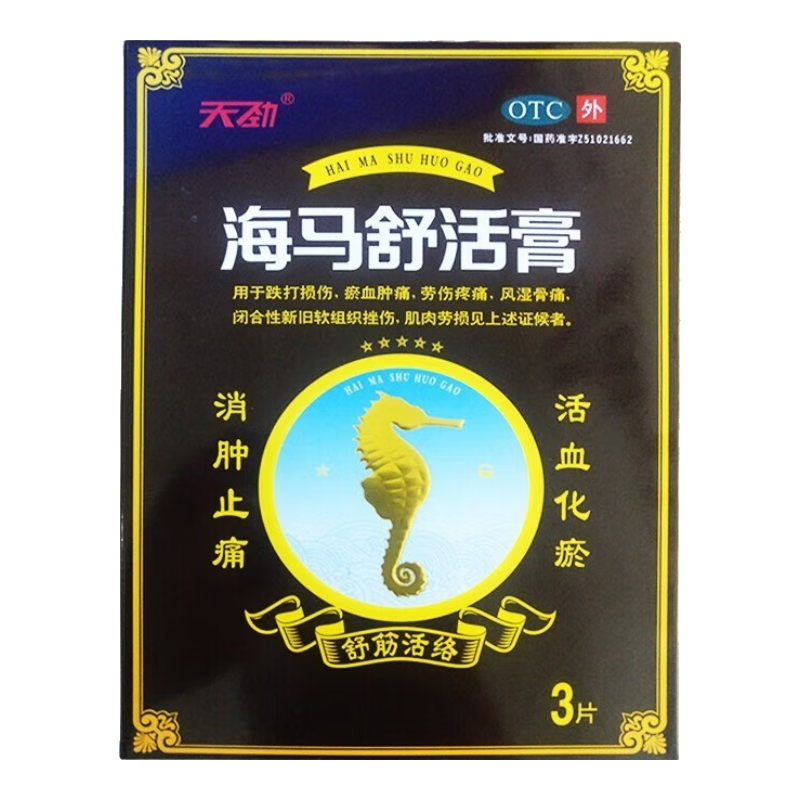 天劲®
OTC 外
批准文号:国药准字Z51021662
HAI MA SHU HUO GAO
海马舒活膏
用于跌打损伤，瘀血肿痛，劳伤疼痛，风湿骨痛，
闭合性新旧软组织挫伤，肌肉劳损见上述证候者。
HAI MA SHU HUO GAO
活血化瘀
消肿止痛
舒筋活络
3片